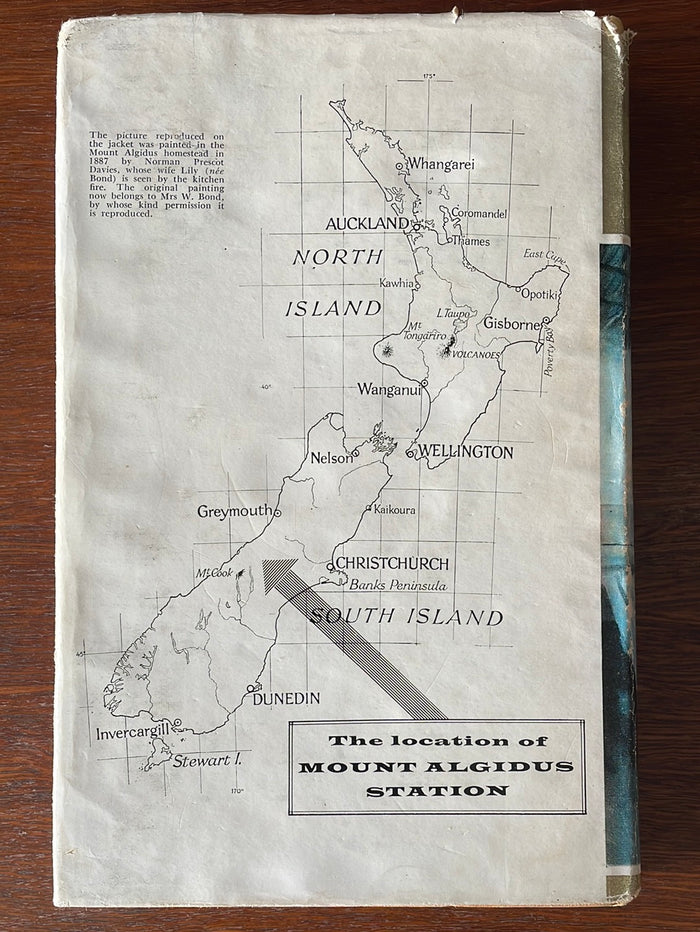 175°
The picture reproduced on
the jacket was painted in the
Mount Algidus homestead in
1887 by Norman Prescot
Davies, whose wife Lily (née
Bond) is seen by the kitchen
fire. The original painting
now belongs to Mrs W. Bond,
by whose kind permission it
is reproduced.
Whangarei
AUCKLAND
Coromandel
Thames
NORTH
ISLAND
East Cape
Kawhia
Opotiki
L. Taupo
Gisborne
Mt
Tongariro
VOLCANOES
Poverty Bay
40°
Wanganui
Nelson
WELLINGTON
Greymouth
Kaikoura
CHRISTCHURCH
Mt. Cook
Banks Peninsula
SOUTH ISLAND
45°
DUNEDIN
Invercargill
Stewart I.
170°
The location of
MOUNT ALGIDUS
STATION